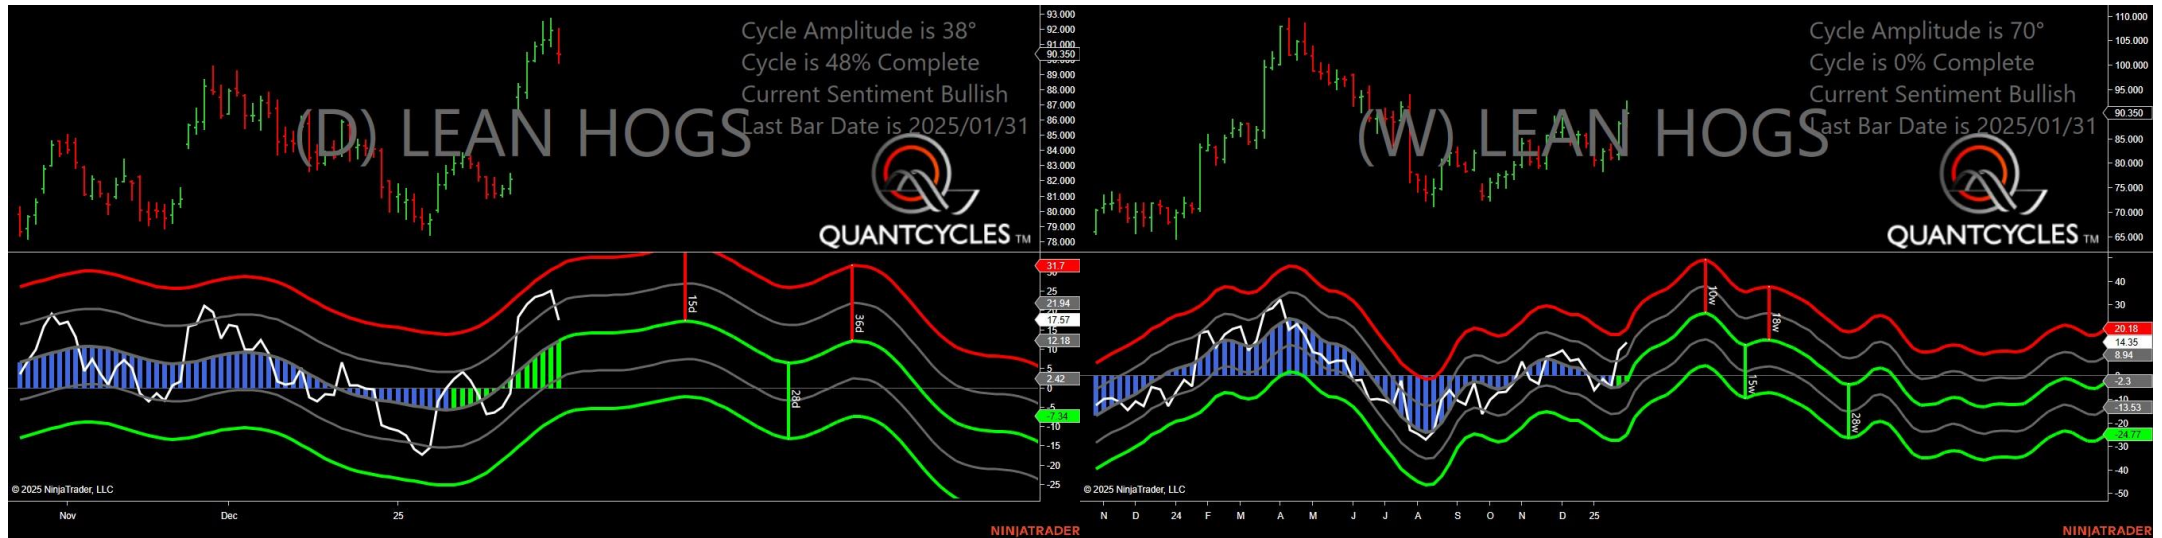 Cycle Amplitude is 38°
Cycle is 48% Complete
Current Sentiment Bullish
Last Bar Date is 2025/01/31
(D) LEAN HOGS
QUANTCYCLES TM
93.000
92.000
91.000
90.350
89.000
88.000
87.000
86.000
85.000
84.000
83.000
82.000
81.000
80.000
79.000
78.000
15d
28d
36d
31.7
25
21.94
17.57
12.18
10
5
2.42
0
-5
-7.34
-10
-15
-20
-25
© 2025 NinjaTrader, LLC
Nov
Dec
25
NINJATRADER
Cycle Amplitude is 70°
Cycle is 0% Complete
Current Sentiment Bullish
Last Bar Date is 2025/01/31
(W) LEAN HOGS
QUANTCYCLES TM
110.000
105.000
100.000
95.000
90.350
85.000
80.000
75.000
70.000
65.000
10w
15w
18w
28w
40
30
20.18
14.35
8.94
-2.3
-10
-13.53
-20
-24.77
-30
-40
-50
© 2025 NinjaTrader, LLC
N
D
24
F
M
A
M
J
J
A
S
O
N
D
25
NINJATRADER